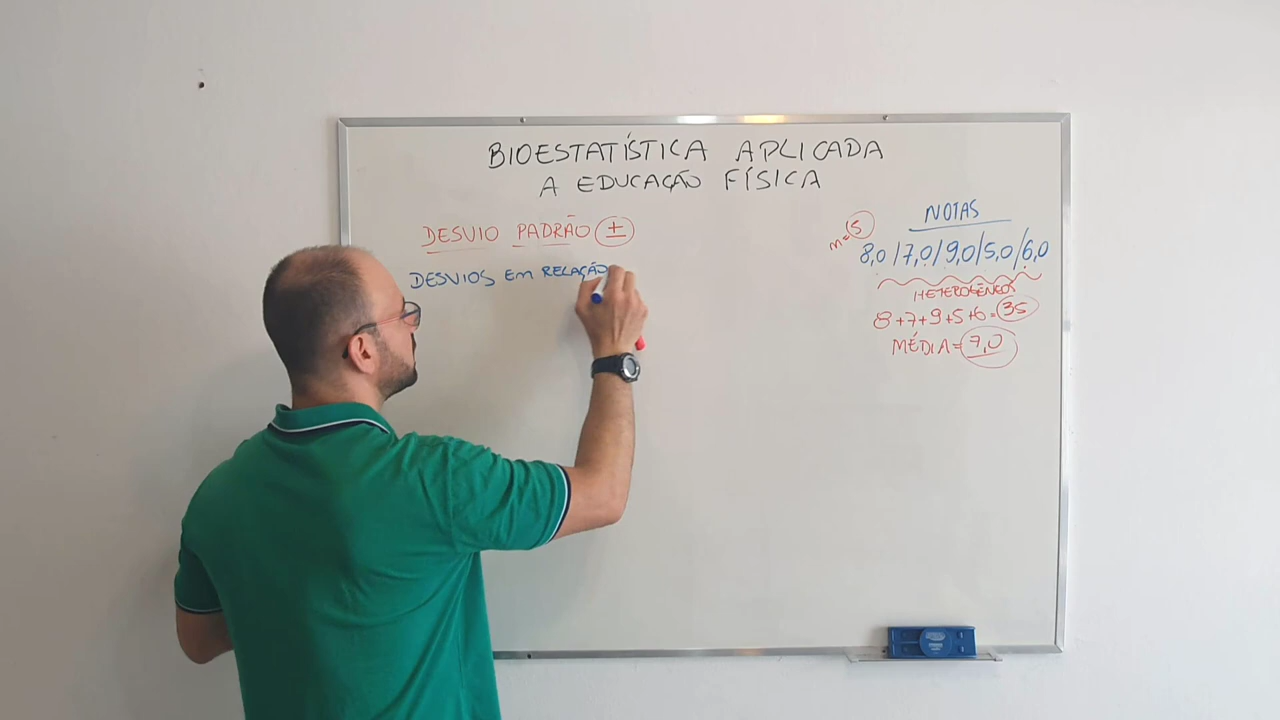 BIOESTATÍSTICA APLICADA
A EDUCAÇÃO FÍSICA
DESVIO PADRÃO ±
DESVIOS EM RELAÇÃO
NOTAS
n=5
8,0/7,0/9,0/5,0/6,0
HETEROGÊNEOS
8+7+9+5+6=35
MÉDIA=7,0